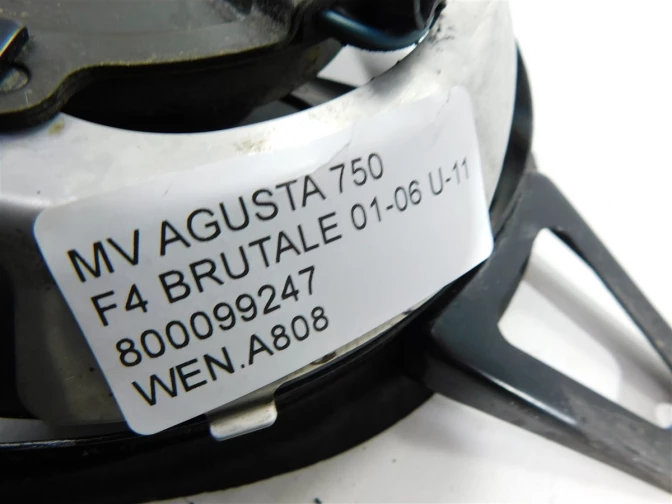 MV AGUSTA 750
F4 BRUTALE 01-06 U-11
800099247
WEN.A808